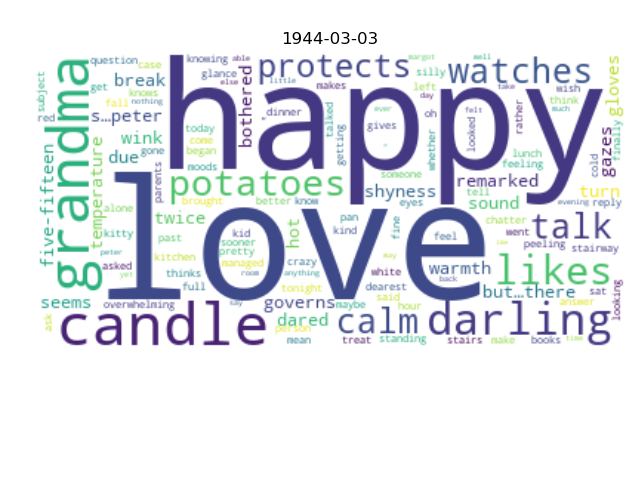 1944-03-03
question case knowing able
glance else
happy
protects
makes silly
margot well
watches
left day
take wish
gloves
subject
red
grandma
get
break
knows
fall nothing
s…peter
wink
today
come
began
bothered
little
"dinner
talked
getting
gives
ever
someone
eyes
oh
whether
looked
felt
rather
think
much
finally
gazes
cold
five-fifteen
temperature
due
gone
parents
moods
potatoes
shyness
lunch
feeling
remarked
turn
alone
brought
better
know
tell
sound
evening reply
love
kitty
past
twice
kid
sooner
pretty
hot
pan
kind
fine
chatter
went
talk
peter
yet
asked
kitchen
thinks
full
managed
room
crazy
anything
white
may
feel
warmth
back
like
peeling
stairway
likes
seems
overwhelming
say
governs
tonight
maybe
dearest
said
hour
but…there
sat
answer
looking
ask
candle
person
dared
mean
calm
treat
standing
darling
stairs
make
books
time